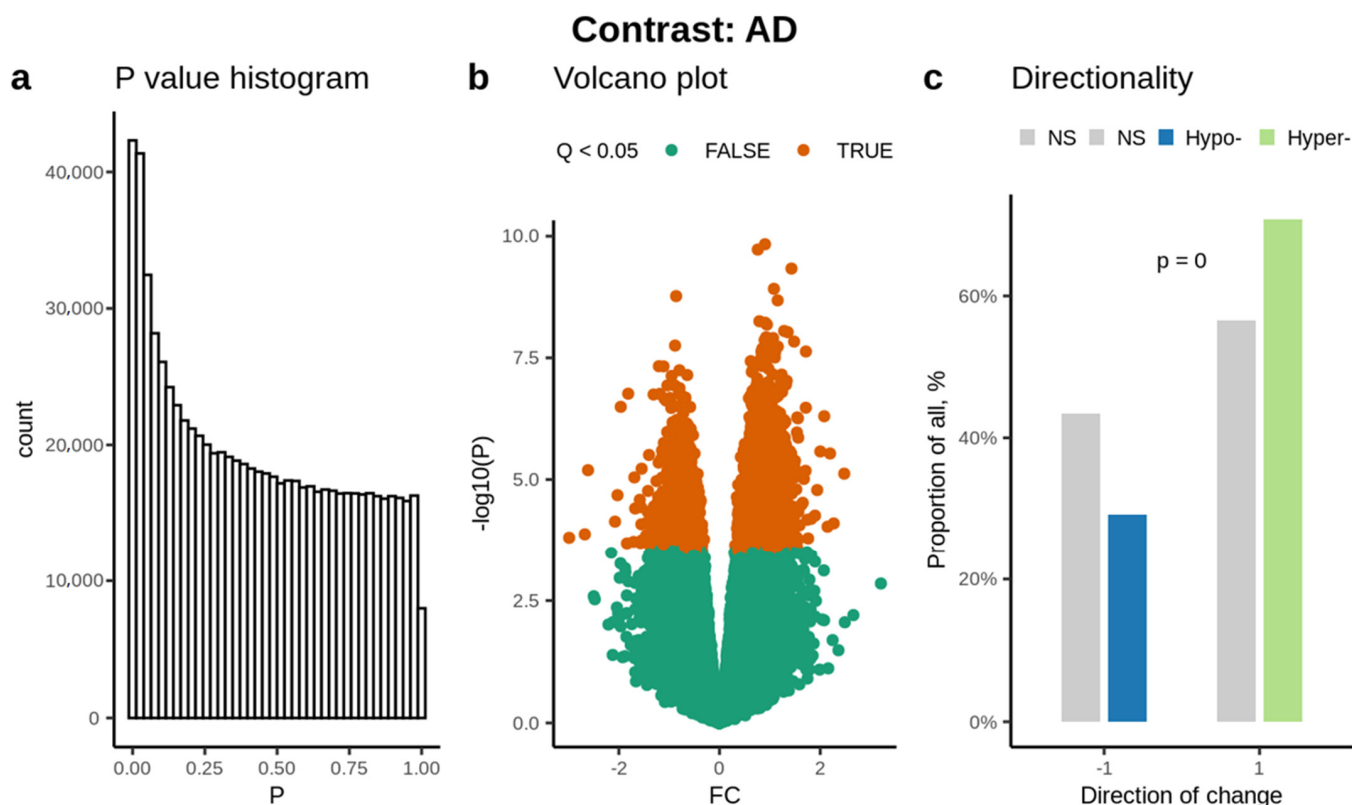 Contrast: AD
a P value histogram
40,000
30,000
20,000
10,000
0
count
0.00 0.25 0.50 0.75 1.00
P
b Volcano plot
Q < 0.05 FALSE TRUE
10.0
7.5
5.0
2.5
0.0
-log10(P)
-2 0 2
FC
c Directionality
NS NS Hypo- Hyper-
p = 0
60%
40%
20%
0%
Proportion of all, %
-1 1
Direction of change